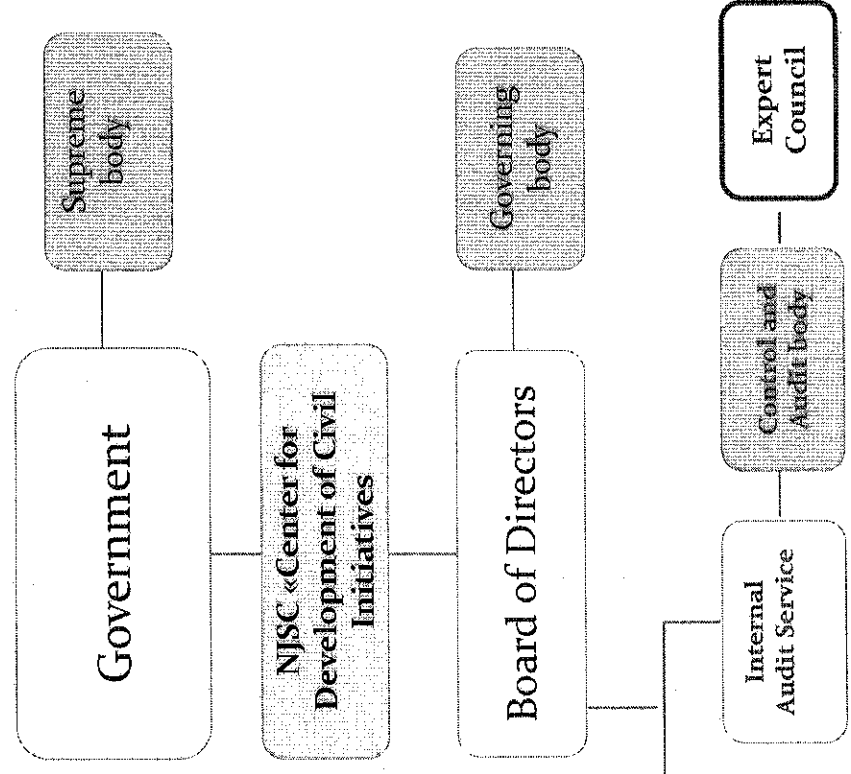 Government
Supreme
body
NJSC «Center for
Development of Civil
Initiatives
Board of Directors
Governing
body
Internal
Audit Service
Control and
Audit body
Expert
Council